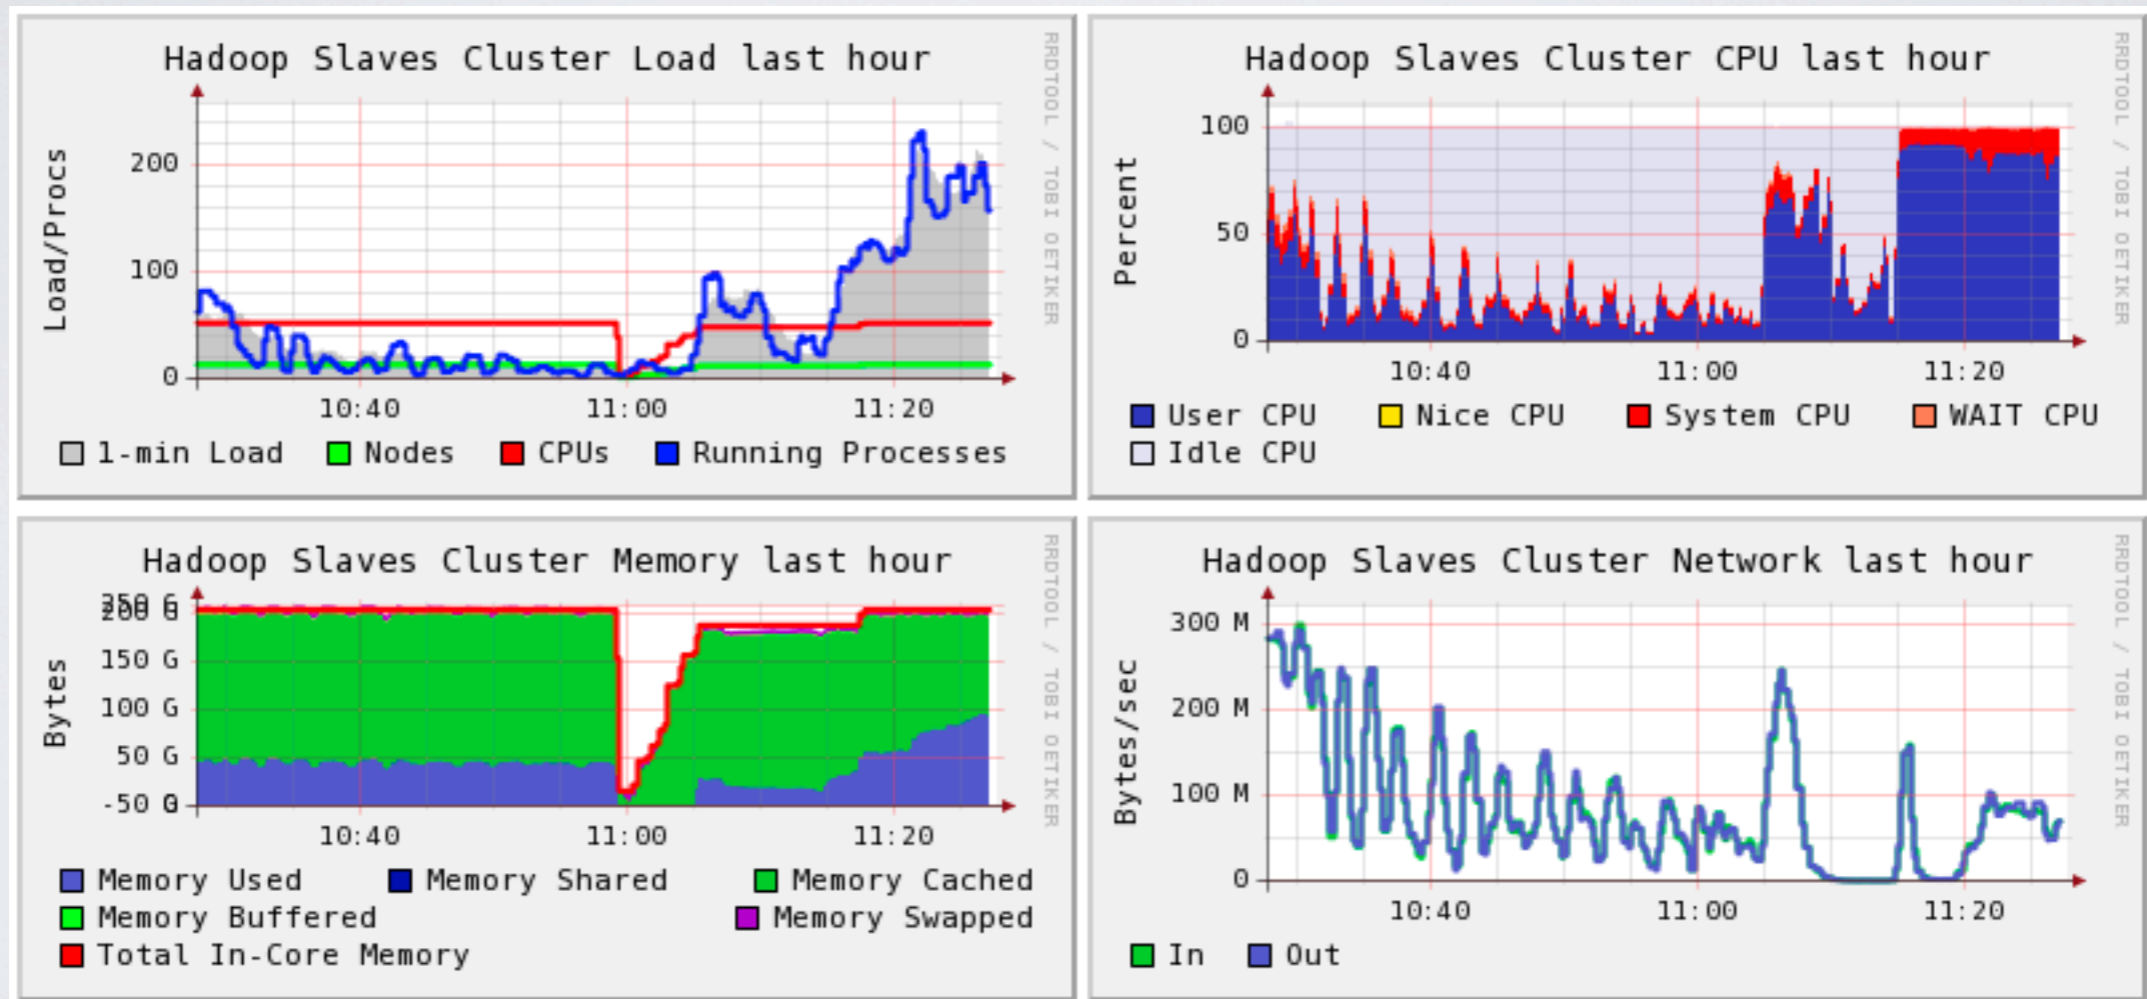 Hadoop Slaves Cluster Load last hour
RRDTOOL / TOBI OETIKER
Load/Procs
200
100
0
10:40 11:00 11:20
1-min Load Nodes CPUs Running Processes
Hadoop Slaves Cluster CPU last hour
RRDTOOL / TOBI OETIKER
Percent
100
50
0
10:40 11:00 11:20
User CPU Nice CPU System CPU WAIT CPU
Idle CPU
Hadoop Slaves Cluster Memory last hour
RRDTOOL / TOBI OETIKER
Bytes
250 G
200 G
150 G
100 G
50 G
-50 G
10:40 11:00 11:20
Memory Used Memory Shared Memory Cached
Memory Buffered Memory Swapped
Total In-Core Memory
Hadoop Slaves Cluster Network last hour
RRDTOOL / TOBI OETIKER
Bytes/sec
300 M
200 M
100 M
0
10:40 11:00 11:20
In Out